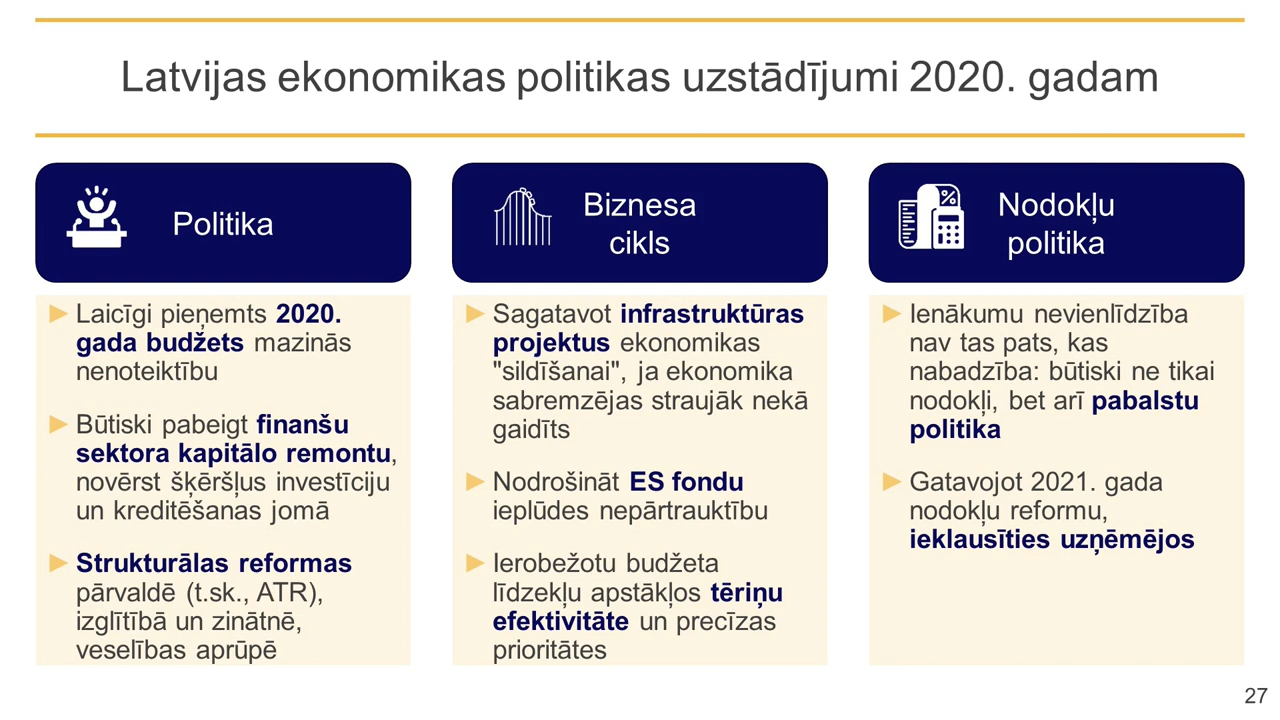 Latvijas ekonomikas politikas uzstādījumi 2020. gadam
Politika
► Laicīgi pieņemts 2020.
gada budžets mazinās
nenoteiktību
► Būtiski pabeigt finanšu
sektora kapitālo remontu,
novērst šķēršļus investīciju
un kreditēšanas jomā
► Strukturālas reformas
pārvaldē (t.sk., ATR),
izglītībā un zinātnē,
veselības aprūpē
Biznesa
cikls
► Sagatavot infrastruktūras
projektus ekonomikas
"sildīšanai", ja ekonomika
sabremzējas straujāk nekā
gaidīts
► Nodrošināt ES fondu
ieplūdes nepārtrauktību
► Ierobežotu budžeta
līdzekļu apstākļos tēriņu
efektivitāte un precīzas
prioritātes
%
Nodokļu
politika
► Ienākumu nevienlīdzība
nav tas pats, kas
nabadzība: būtiski ne tikai
nodokļi, bet arī pabalstu
politika
► Gatavojot 2021. gada
nodokļu reformu,
ieklausīties uzņēmējos
27